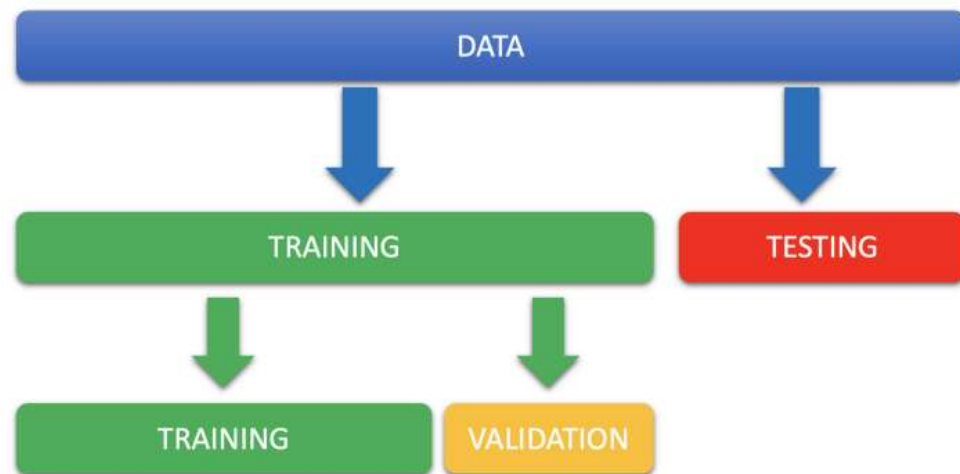 DATA
TRAINING
TESTING
TRAINING
VALIDATION